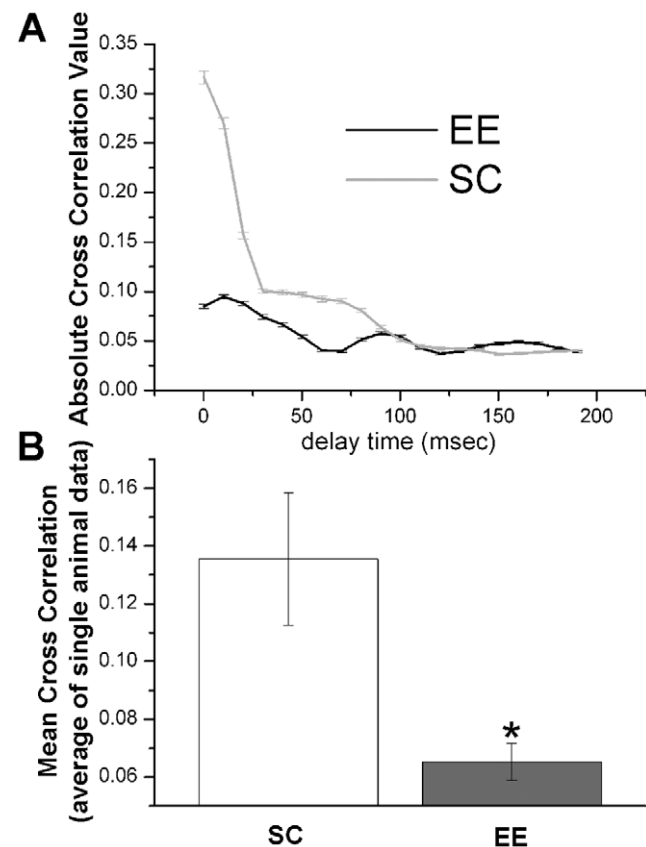 A
Absolute Cross Correlation Value
0.35
0.30
0.25
0.20
0.15
0.10
0.05
0.00
EE
SC
0
50
100
150
200
delay time (msec)
B
Mean Cross Correlation
(average of single animal data)
0.16
0.14
0.12
0.10
0.08
0.06
*
SC
EE